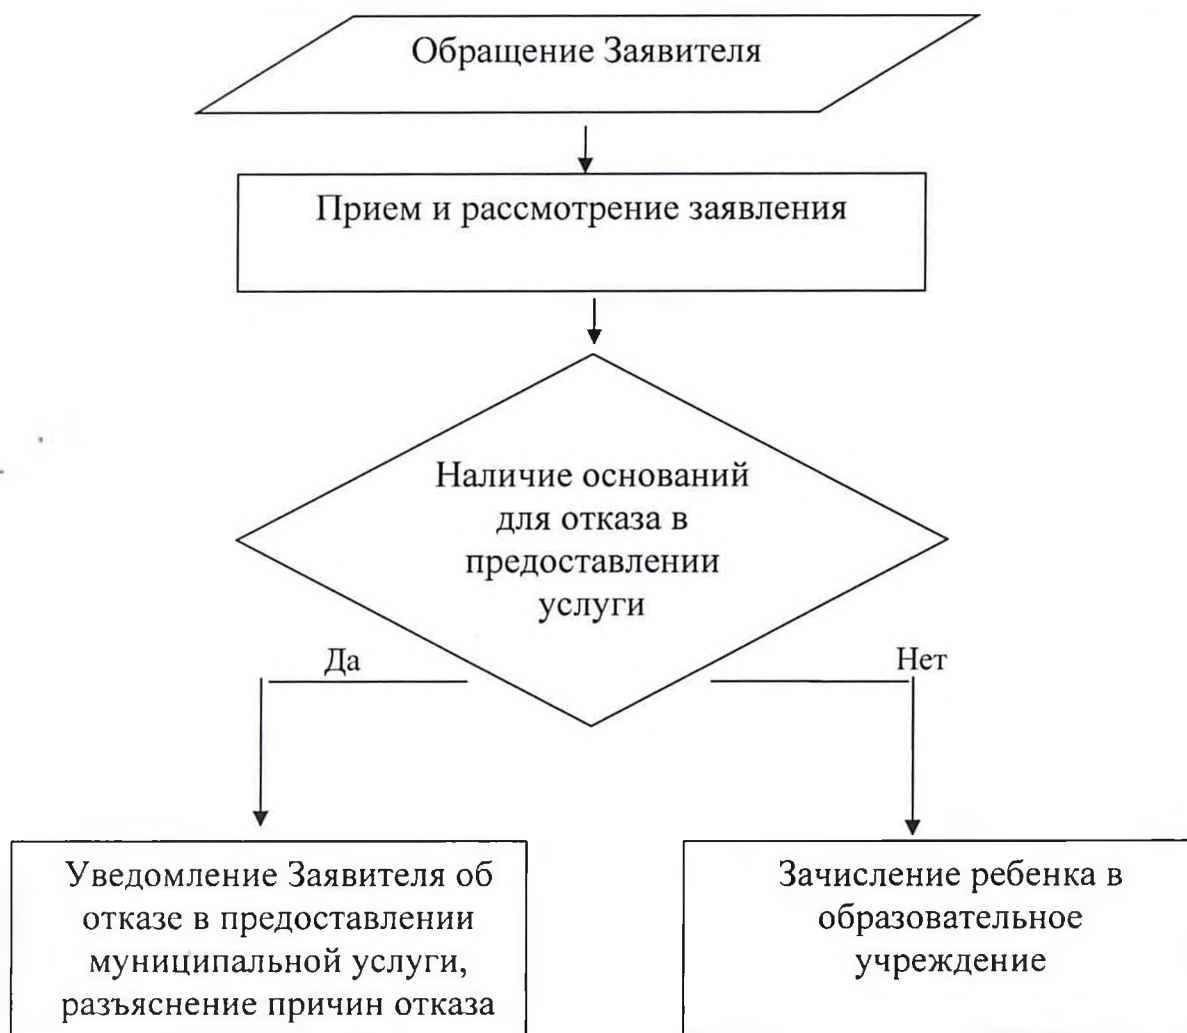 Обращение Заявителя
Прием и рассмотрение заявления
Наличие оснований
для отказа в
предоставлении
услуги
Да
Нет
Уведомление Заявителя об
отказе в предоставлении
муниципальной услуги,
разъяснение причин отказа
Зачисление ребенка в
образовательное
учреждение